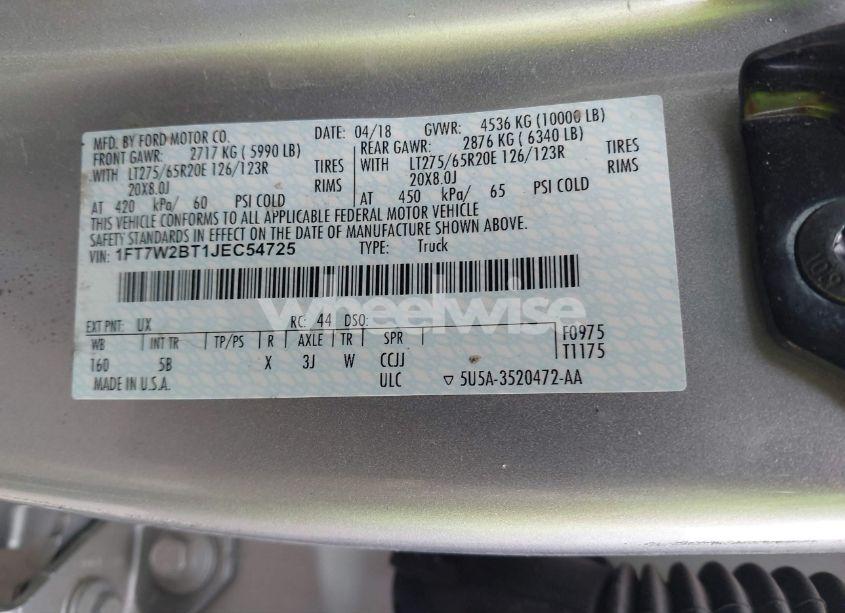 MFD. BY FORD MOTOR CO. DATE: 04/18 GVWR: 4536 KG (10000 LB)
FRONT GAWR: 2717 KG ( 5990 LB) REAR GAWR: 2876 KG ( 6340 LB)
WITH LT275/65R20E 126/123R TIRES WITH LT275/65R20E 126/123R TIRES
20X8.0J RIMS 20X8.0J RIMS
AT 420 kPa/ 60 PSI COLD AT 450 kPa/ 65 PSI COLD
THIS VEHICLE CONFORMS TO ALL APPLICABLE FEDERAL MOTOR VEHICLE
SAFETY STANDARDS IN EFFECT ON THE DATE OF MANUFACTURE SHOWN ABOVE.
VIN: 1FT7W2BT1JEC54725 TYPE: Truck
wheelwise
EXT PNT: UX RC: 44 DSO: F0975
WB INT TR TP/PS R AXLE TR SPR T1175
160 5B X 3J W CCJJ
MADE IN U.S.A. ULC ▽ 5U5A-3520472-AA
10.9